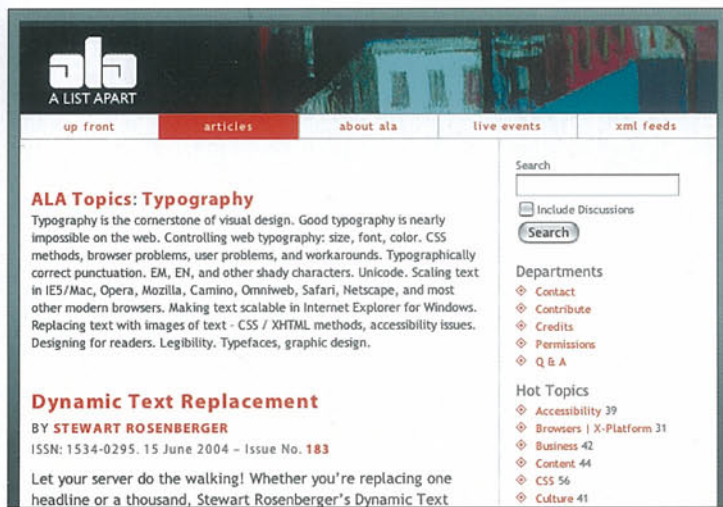 ala
A LIST APART
up front
articles
about ala
live events
xml feeds
ALA Topics: Typography
Typography is the cornerstone of visual design. Good typography is nearly
impossible on the web. Controlling web typography: size, font, color. CSS
methods, browser problems, user problems, and workarounds. Typographically
correct punctuation. EM, EN, and other shady characters. Unicode. Scaling text
in IE5/Mac, Opera, Mozilla, Camino, Omniweb, Safari, Netscape, and most
other modern browsers. Making text scalable in Internet Explorer for Windows.
Replacing text with images of text - CSS / XHTML methods, accessibility issues.
Designing for readers. Legibility. Typefaces, graphic design.
Dynamic Text Replacement
BY STEWART ROSENBERGER
ISSN: 1534-0295. 15 June 2004 – Issue No. 183
Let your server do the walking! Whether you're replacing one
headline or a thousand, Stewart Rosenberger's Dynamic Text
Search
Include Discussions
Search
Departments
Contact
Contribute
Credits
Permissions
Q & A
Hot Topics
Accessibility 39
Browsers | X-Platform 31
Business 42
Content 44
CSS 56
Culture 41